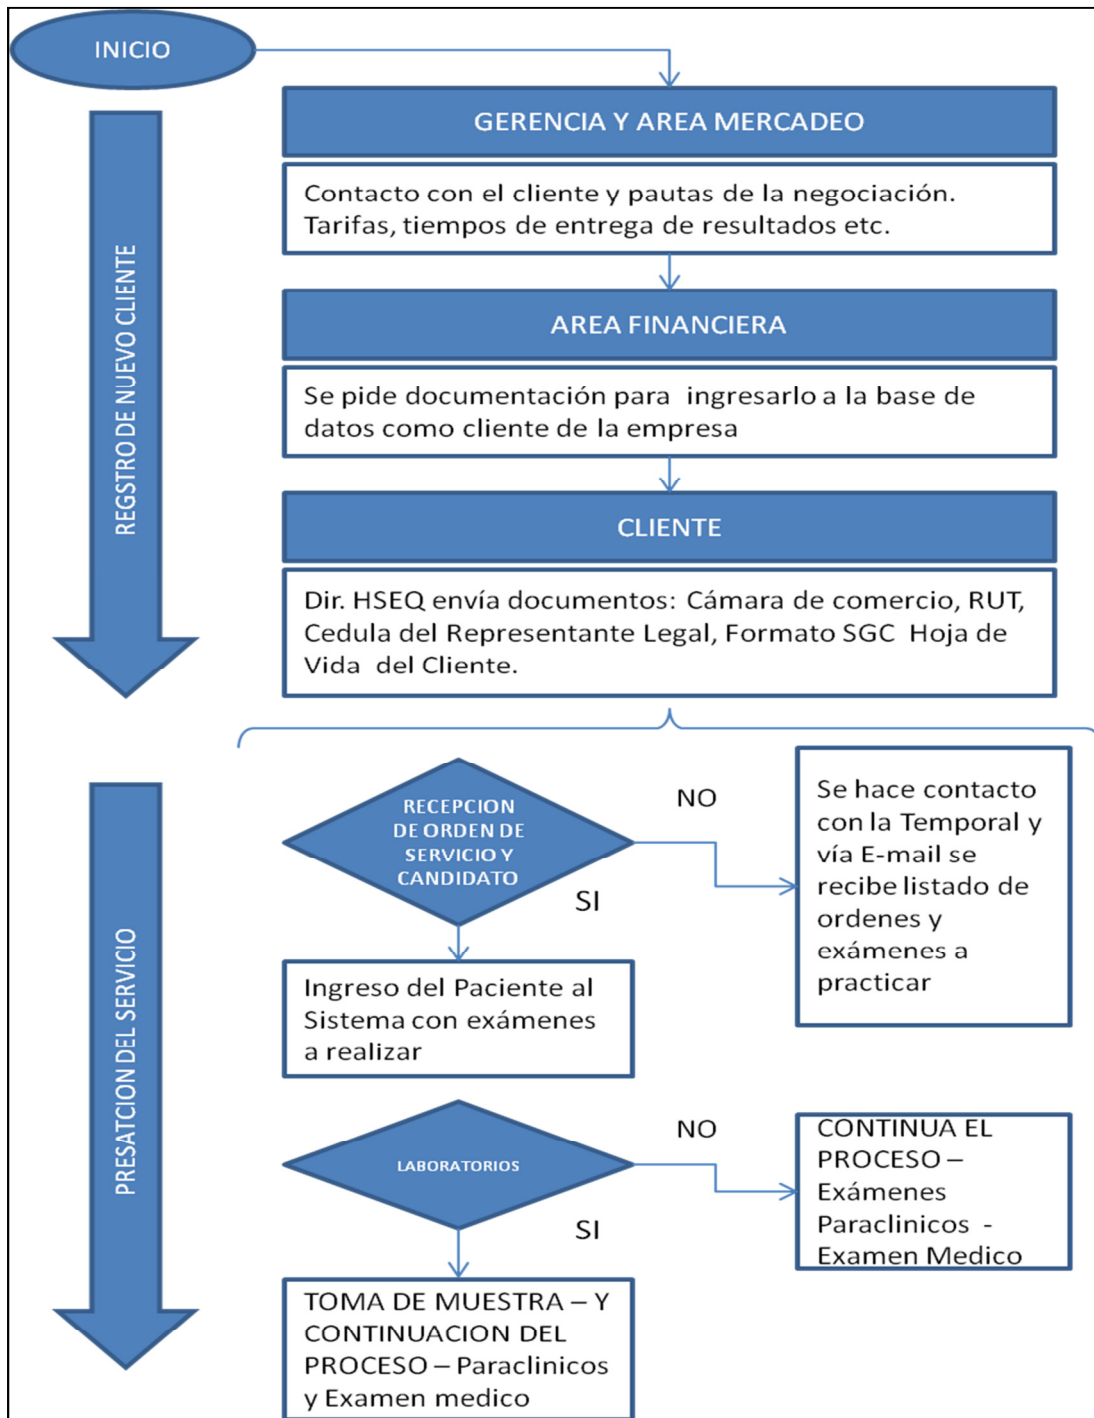 INICIO
GERENCIA Y AREA MERCADEO
Contacto con el cliente y pautas de la negociación.
Tarifas, tiempos de entrega de resultados etc.
AREA FINANCIERA
Se pide documentación para ingresarlo a la base de
datos como cliente de la empresa
CLIENTE
Dir. HSEQ envía documentos: Cámara de comercio, RUT,
Cedula del Representante Legal, Formato SGC Hoja de
Vida del Cliente.
REGSTRO DE NUEVO CLIENTE
RECEPCION
DE ORDEN DE
SERVICIO Y
CANDIDATO
NO
SI
Se hace contacto
con la Temporal y
vía E-mail se
recibe listado de
ordenes y
exámenes a
practicar
Ingreso del Paciente al
Sistema con exámenes
a realizar
LABORATORIOS
NO
SI
CONTINUA EL
PROCESO –
Exámenes
Paraclinicos -
Examen Medico
TOMA DE MUESTRA – Y
CONTINUACION DEL
PROCESO – Paraclinicos
y Examen medico
PRESATCION DEL SERVICIO